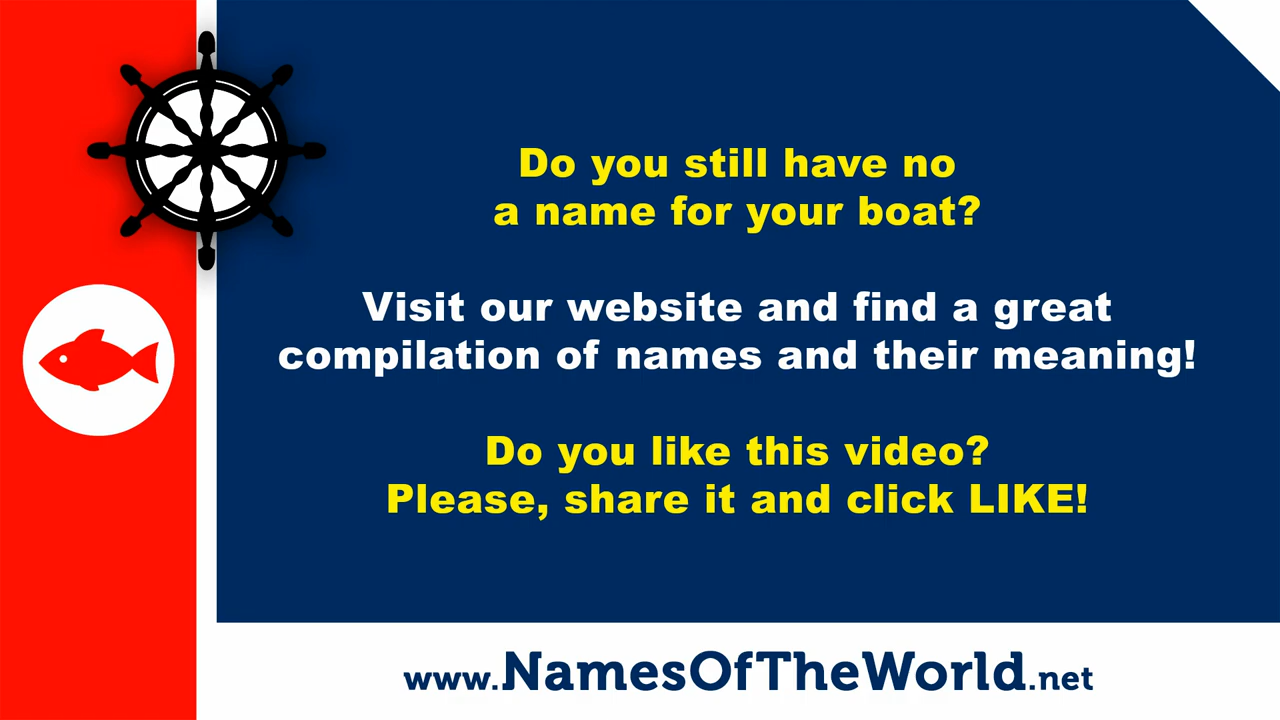 Do you still have no
a name for your boat?
Visit our website and find a great
compilation of names and their meaning!
Do you like this video?
Please, share it and click LIKE!
www.NamesOfTheWorld.net